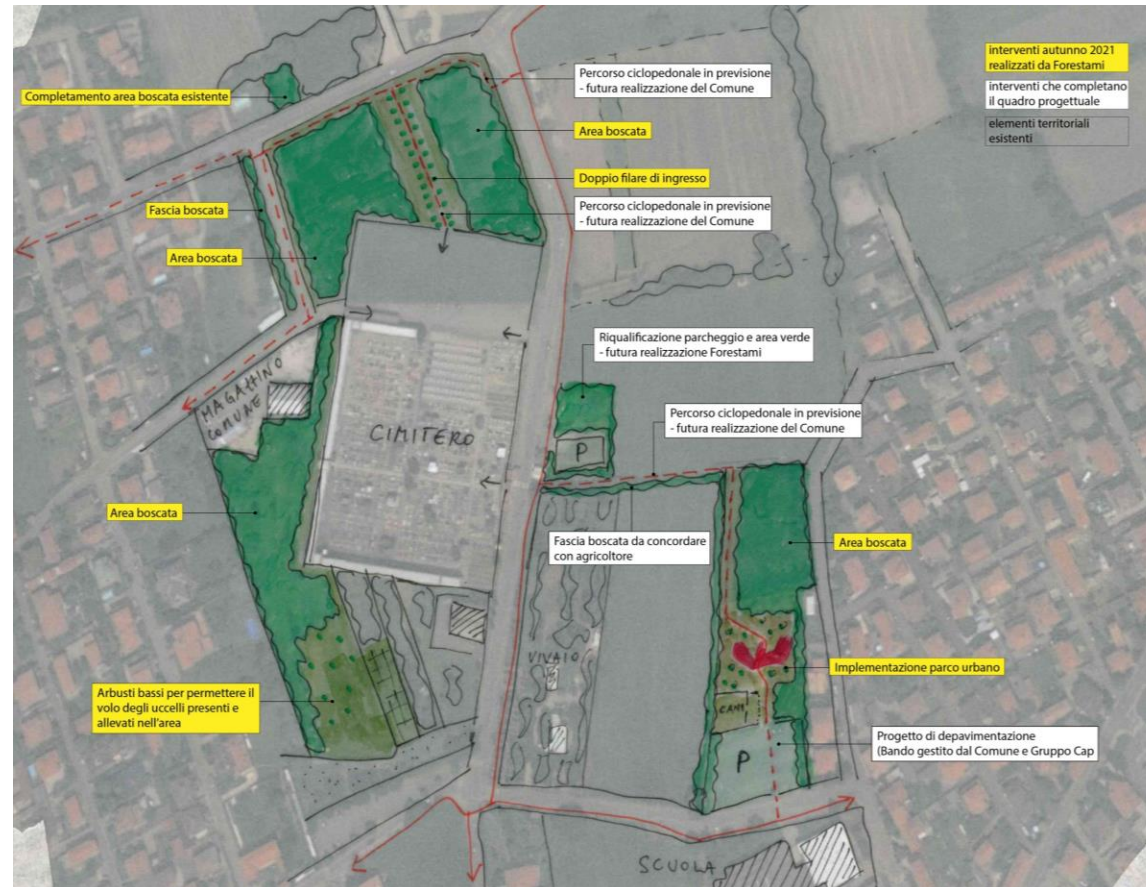 interventi autunno 2021
realizzati da Forestami
interventi che completano
il quadro progettuale
elementi territoriali
esistenti
Percorso ciclopedonale in previsione
- futura realizzazione del Comune
Completamento area boscata esistente
Area boscata
Doppio filare di ingresso
Percorso ciclopedonale in previsione
- futura realizzazione del Comune
Fascia boscata
Area boscata
Riqualificazione parcheggio e area verde
- futura realizzazione Forestami
MAGAZZINO
COMUNE
CIMITERO
P
Percorso ciclopedonale in previsione
- futura realizzazione del Comune
Area boscata
Fascia boscata da concordare
con agricoltore
Area boscata
VIVAIO
Implementazione parco urbano
Arbusti bassi per permettere il
volo degli uccelli presenti e
allevati nell'area
Progetto di depavimentazione
(Bando gestito dal Comune e Gruppo Cap
P
SCUOLA